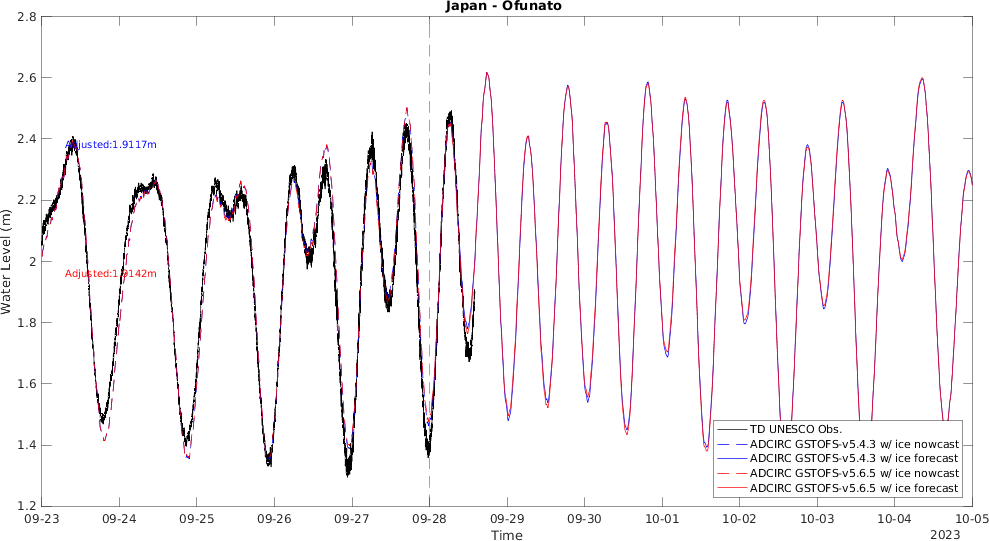 Japan - Ofunato
2.8
2.6
2.4
2.2
2
1.8
1.6
1.4
1.2
Water Level (m)
Adjusted:1.9117m
Adjusted:1.9142m
TD UNESCO Obs.
ADCIRC GSTOFS-v5.4.3 w/ ice nowcast
ADCIRC GSTOFS-v5.4.3 w/ ice forecast
ADCIRC GSTOFS-v5.6.5 w/ ice nowcast
ADCIRC GSTOFS-v5.6.5 w/ ice forecast
09-23 09-24 09-25 09-26 09-27 09-28 09-29 09-30 10-01 10-02 10-03 10-04 10-05
Time
2023